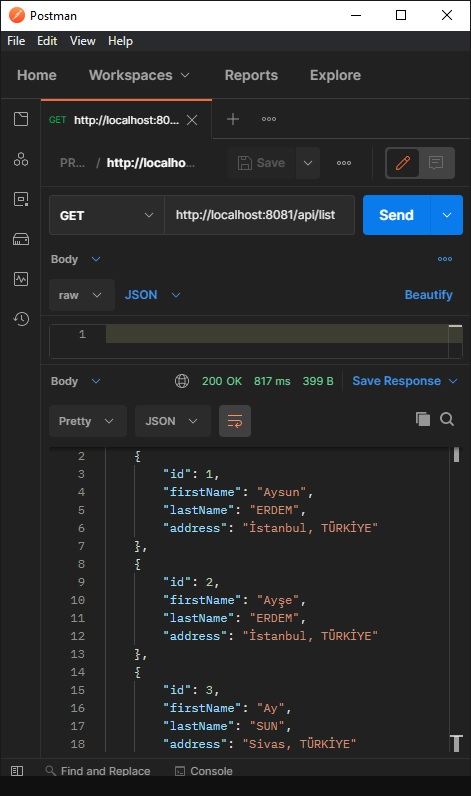 Postman
File Edit View Help
Home Workspaces Reports Explore
GET http://localhost:80...
PR... / http://localho... Save
GET http://localhost:8081/api/list Send
Body
raw JSON Beautify
1
Body 200 OK 817 ms 399 B Save Response
Pretty JSON
2 {
3 "id": 1,
4 "firstName": "Aysun",
5 "lastName": "ERDEM",
6 "address": "İstanbul, TÜRKİYE"
7 },
8 {
9 "id": 2,
10 "firstName": "Ayşe",
11 "lastName": "ERDEM",
12 "address": "İstanbul, TÜRKİYE"
13 },
14 {
15 "id": 3,
16 "firstName": "Ay",
17 "lastName": "SUN",
18 "address": "Sivas, TÜRKİYE"
Find and Replace Console